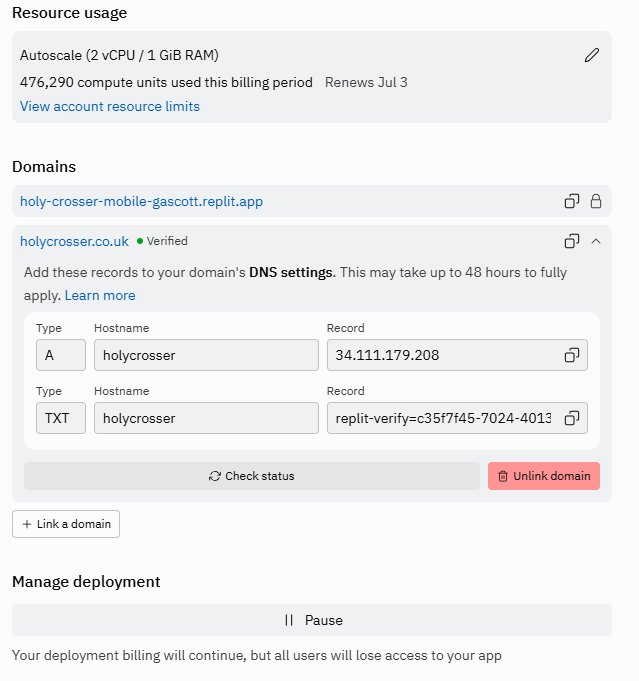 Resource usage
Autoscale (2 vCPU / 1 GiB RAM)
476,290 compute units used this billing period Renews Jul 3
View account resource limits
Domains
holy-crosser-mobile-gascott.replit.app
holycrosser.co.uk Verified
Add these records to your domain's DNS settings. This may take up to 48 hours to fully
apply. Learn more
Type Hostname Record
A holycrosser 34.111.179.208
Type Hostname Record
TXT holycrosser replit-verify=c35f7f45-7024-4013
Check status Unlink domain
+ Link a domain
Manage deployment
Pause
Your deployment billing will continue, but all users will lose access to your app